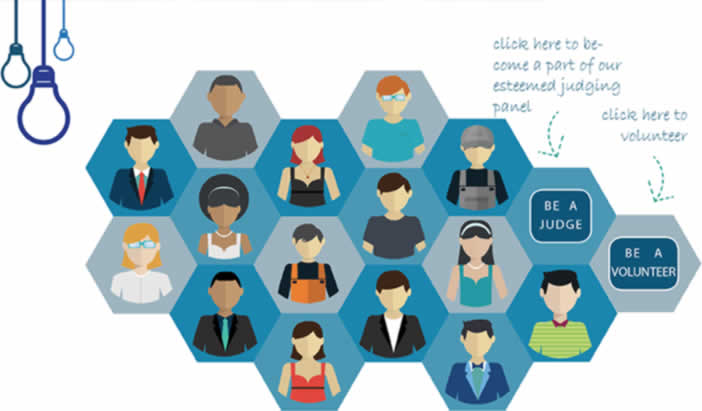 click here to be-
come a part of our
esteemed judging
panel
click here to
volunteer
BE A
JUDGE
BE A
VOLUNTEER